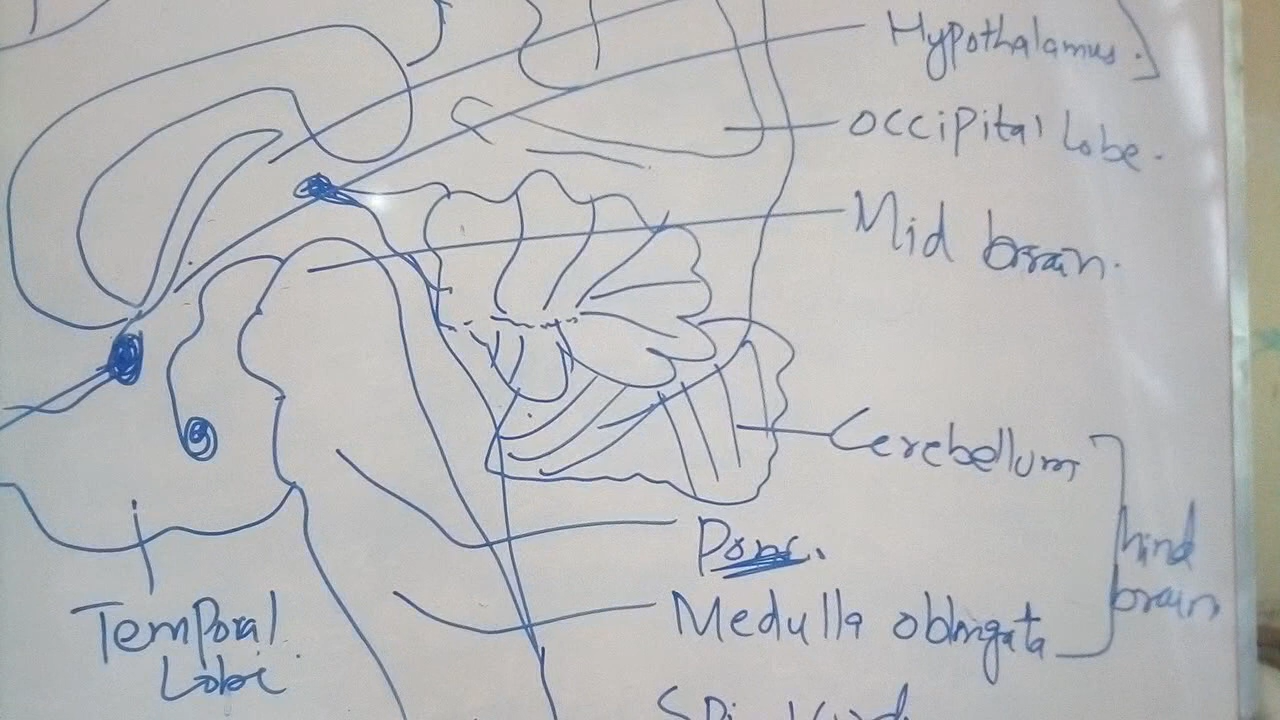 Hypothalamus.
Occipital Lobe.
Mid brain.
Cerebellum
hind
brain
Pons.
Medulla oblongata
Temporal
Lobe